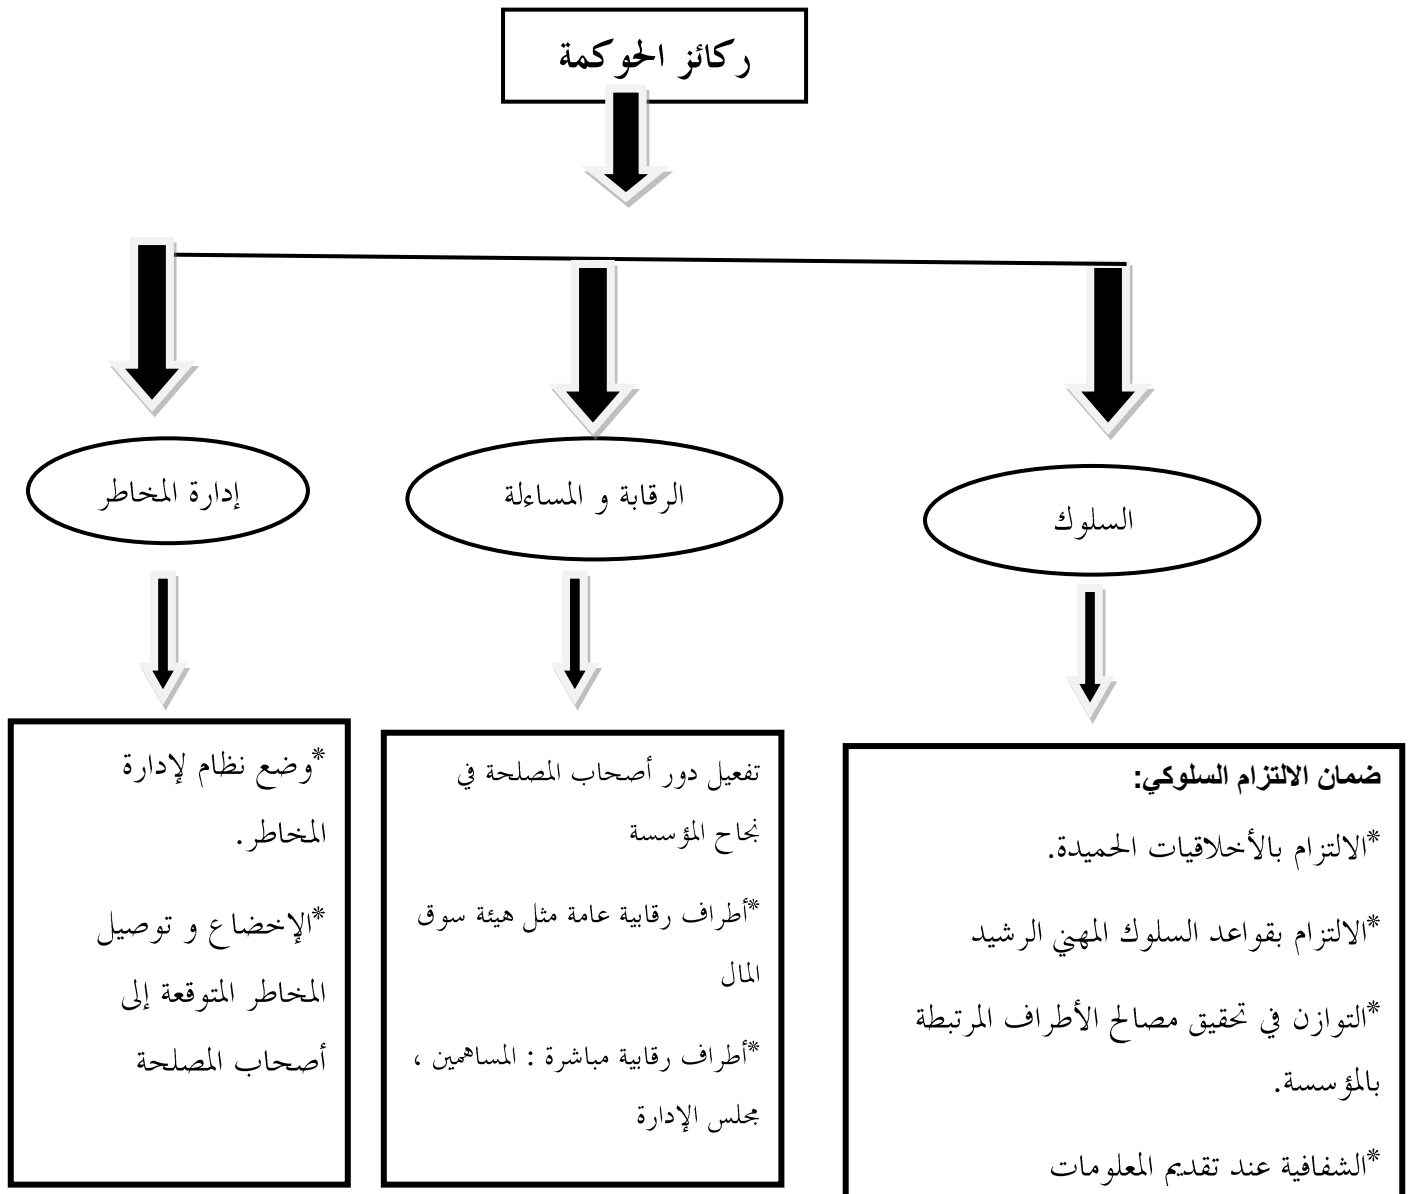 ركائز الحوكمة
السلوك
الرقابة و المساءلة
إدارة المخاطر
ضمان الالتزام السلوكي:
*الالتزام بالأخلاقيات الحميدة.
*الالتزام بقواعد السلوك المهني الرشيد
*التوازن في تحقيق مصالح الأطراف المرتبطة
بالمؤسسة.
*الشفافية عند تقديم المعلومات
تفعيل دور أصحاب المصلحة في
نجاح المؤسسة
*أطراف رقابية عامة مثل هيئة سوق
المال
*أطراف رقابية مباشرة : المساهمين ،
مجلس الإدارة
*وضع نظام لإدارة
المخاطر.
*الإخضاع و توصيل
المخاطر المتوقعة إلى
أصحاب المصلحة